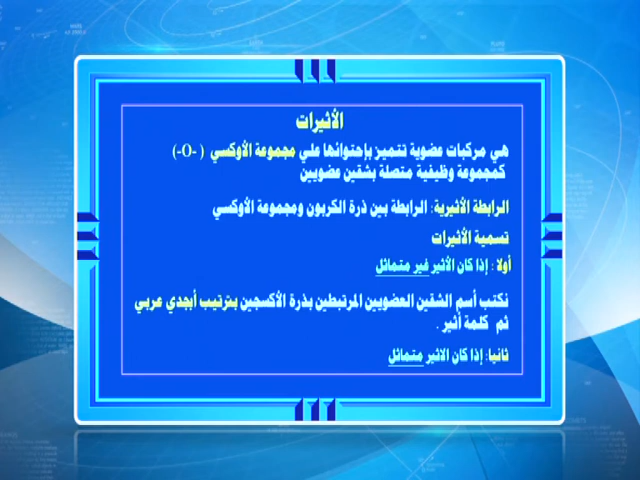 الأثيرات
هي مركبات عضوية تتميز بإحتوائها علي مجموعة الأوكسي ( -O-)
كمجموعة وظيفية متصلة بشقين عضويين
الرابطة الأثيرية: الرابطة بين ذرة الكربون ومجموعة الأوكسي
تسمية الأثيرات
أولا : إذا كان الأثير غير متماثل
نكتب أسم الشقين العضويين المرتبطين بذرة الأكسجين بترتيب أبجدي عربي
ثم كلمة أثير .
ثانيا: إذا كان الاثير متماثل